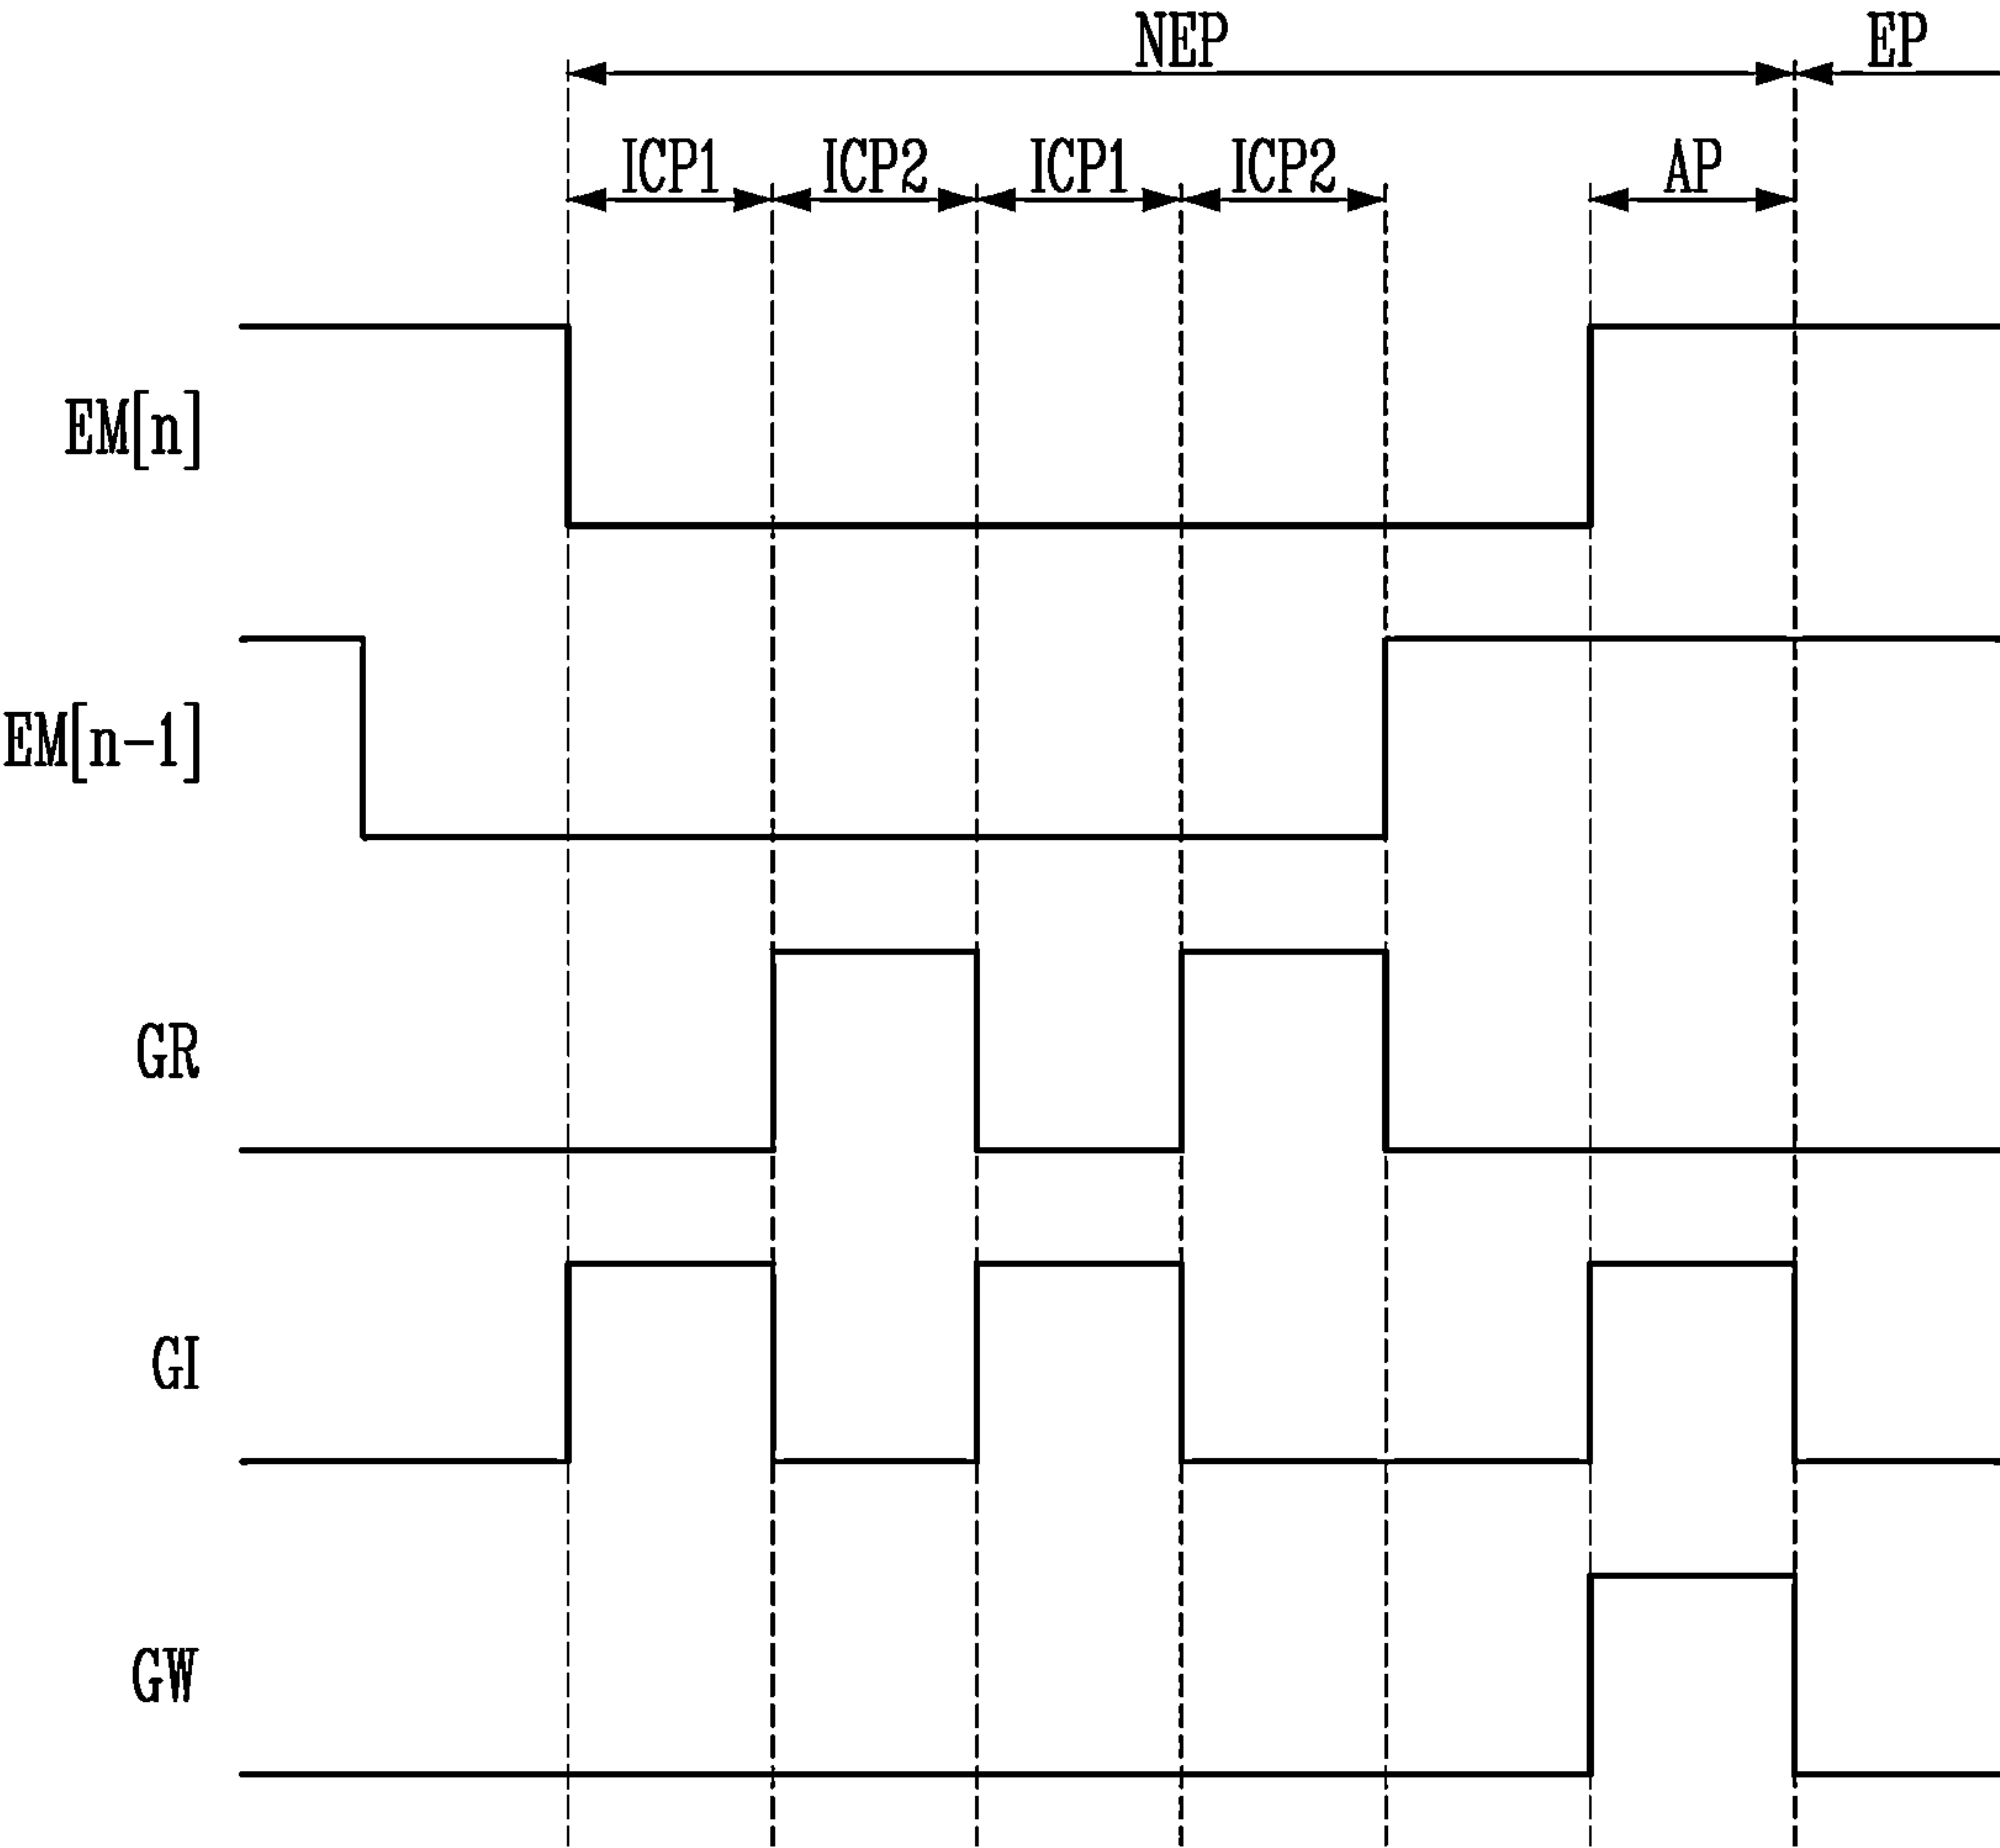 NEP EP
ICP1 ICP2 ICP1 ICP2 AP
EM[n]
EM[n-1]
GR
GI
GW